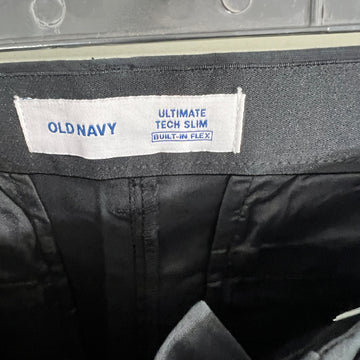 OLD NAVY
ULTIMATE
TECH SLIM
BUILT-IN FLEX